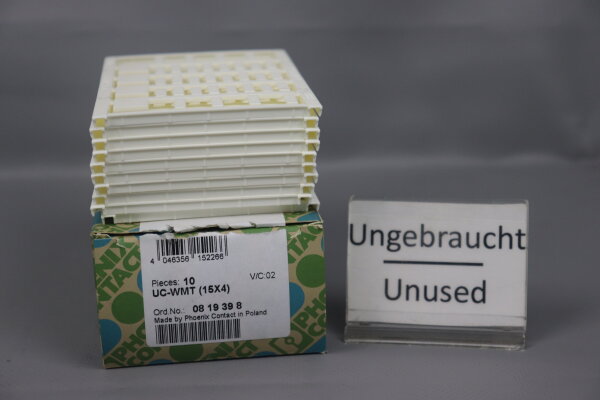 4 046356 152266
Pieces: 10
V/C:02
UC-WMT (15X4)
Ord.No.: 08 19 39 8
Made by Phoenix Contact in Poland
Ungebraucht
Unused